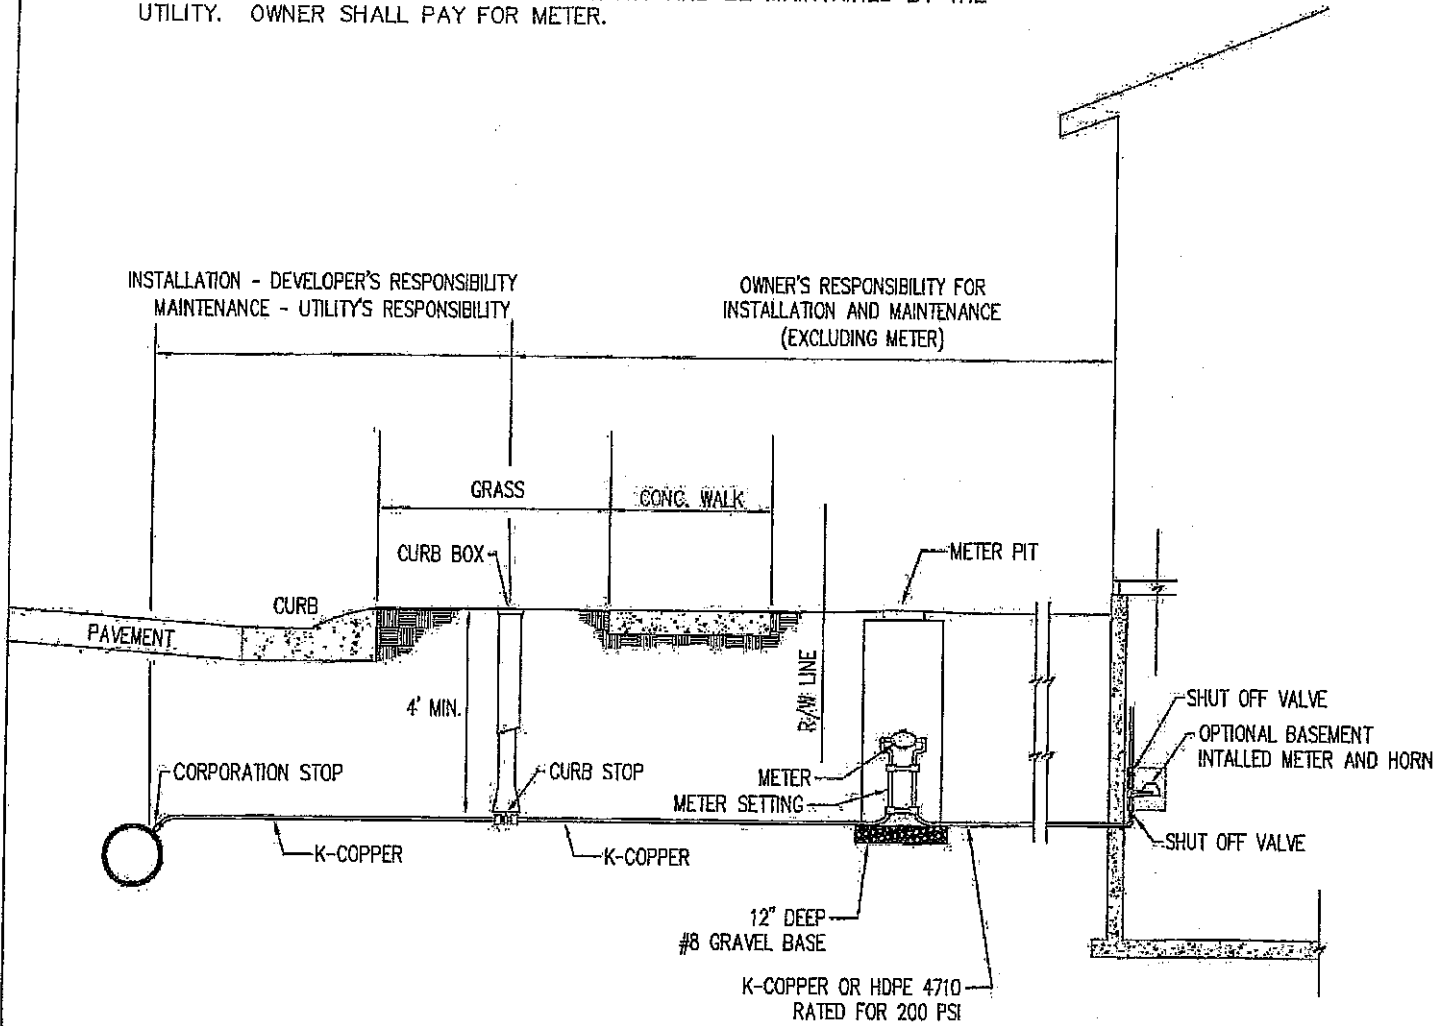 UTILITY. OWNER SHALL PAY FOR METER.
INSTALLATION - DEVELOPER'S RESPONSIBILITY
MAINTENANCE - UTILITY'S RESPONSIBILITY
OWNER'S RESPONSIBILITY FOR
INSTALLATION AND MAINTENANCE
(EXCLUDING METER)
GRASS
CONC. WALK
CURB BOX
METER PIT
CURB
PAVEMENT
4' MIN.
R/W LINE
SHUT OFF VALVE
OPTIONAL BASEMENT
INTALLED METER AND HORN
CORPORATION STOP
CURB STOP
METER
METER SETTING
K-COPPER
K-COPPER
SHUT OFF VALVE
12" DEEP
#8 GRAVEL BASE
K-COPPER OR HDPE 4710
RATED FOR 200 PSI